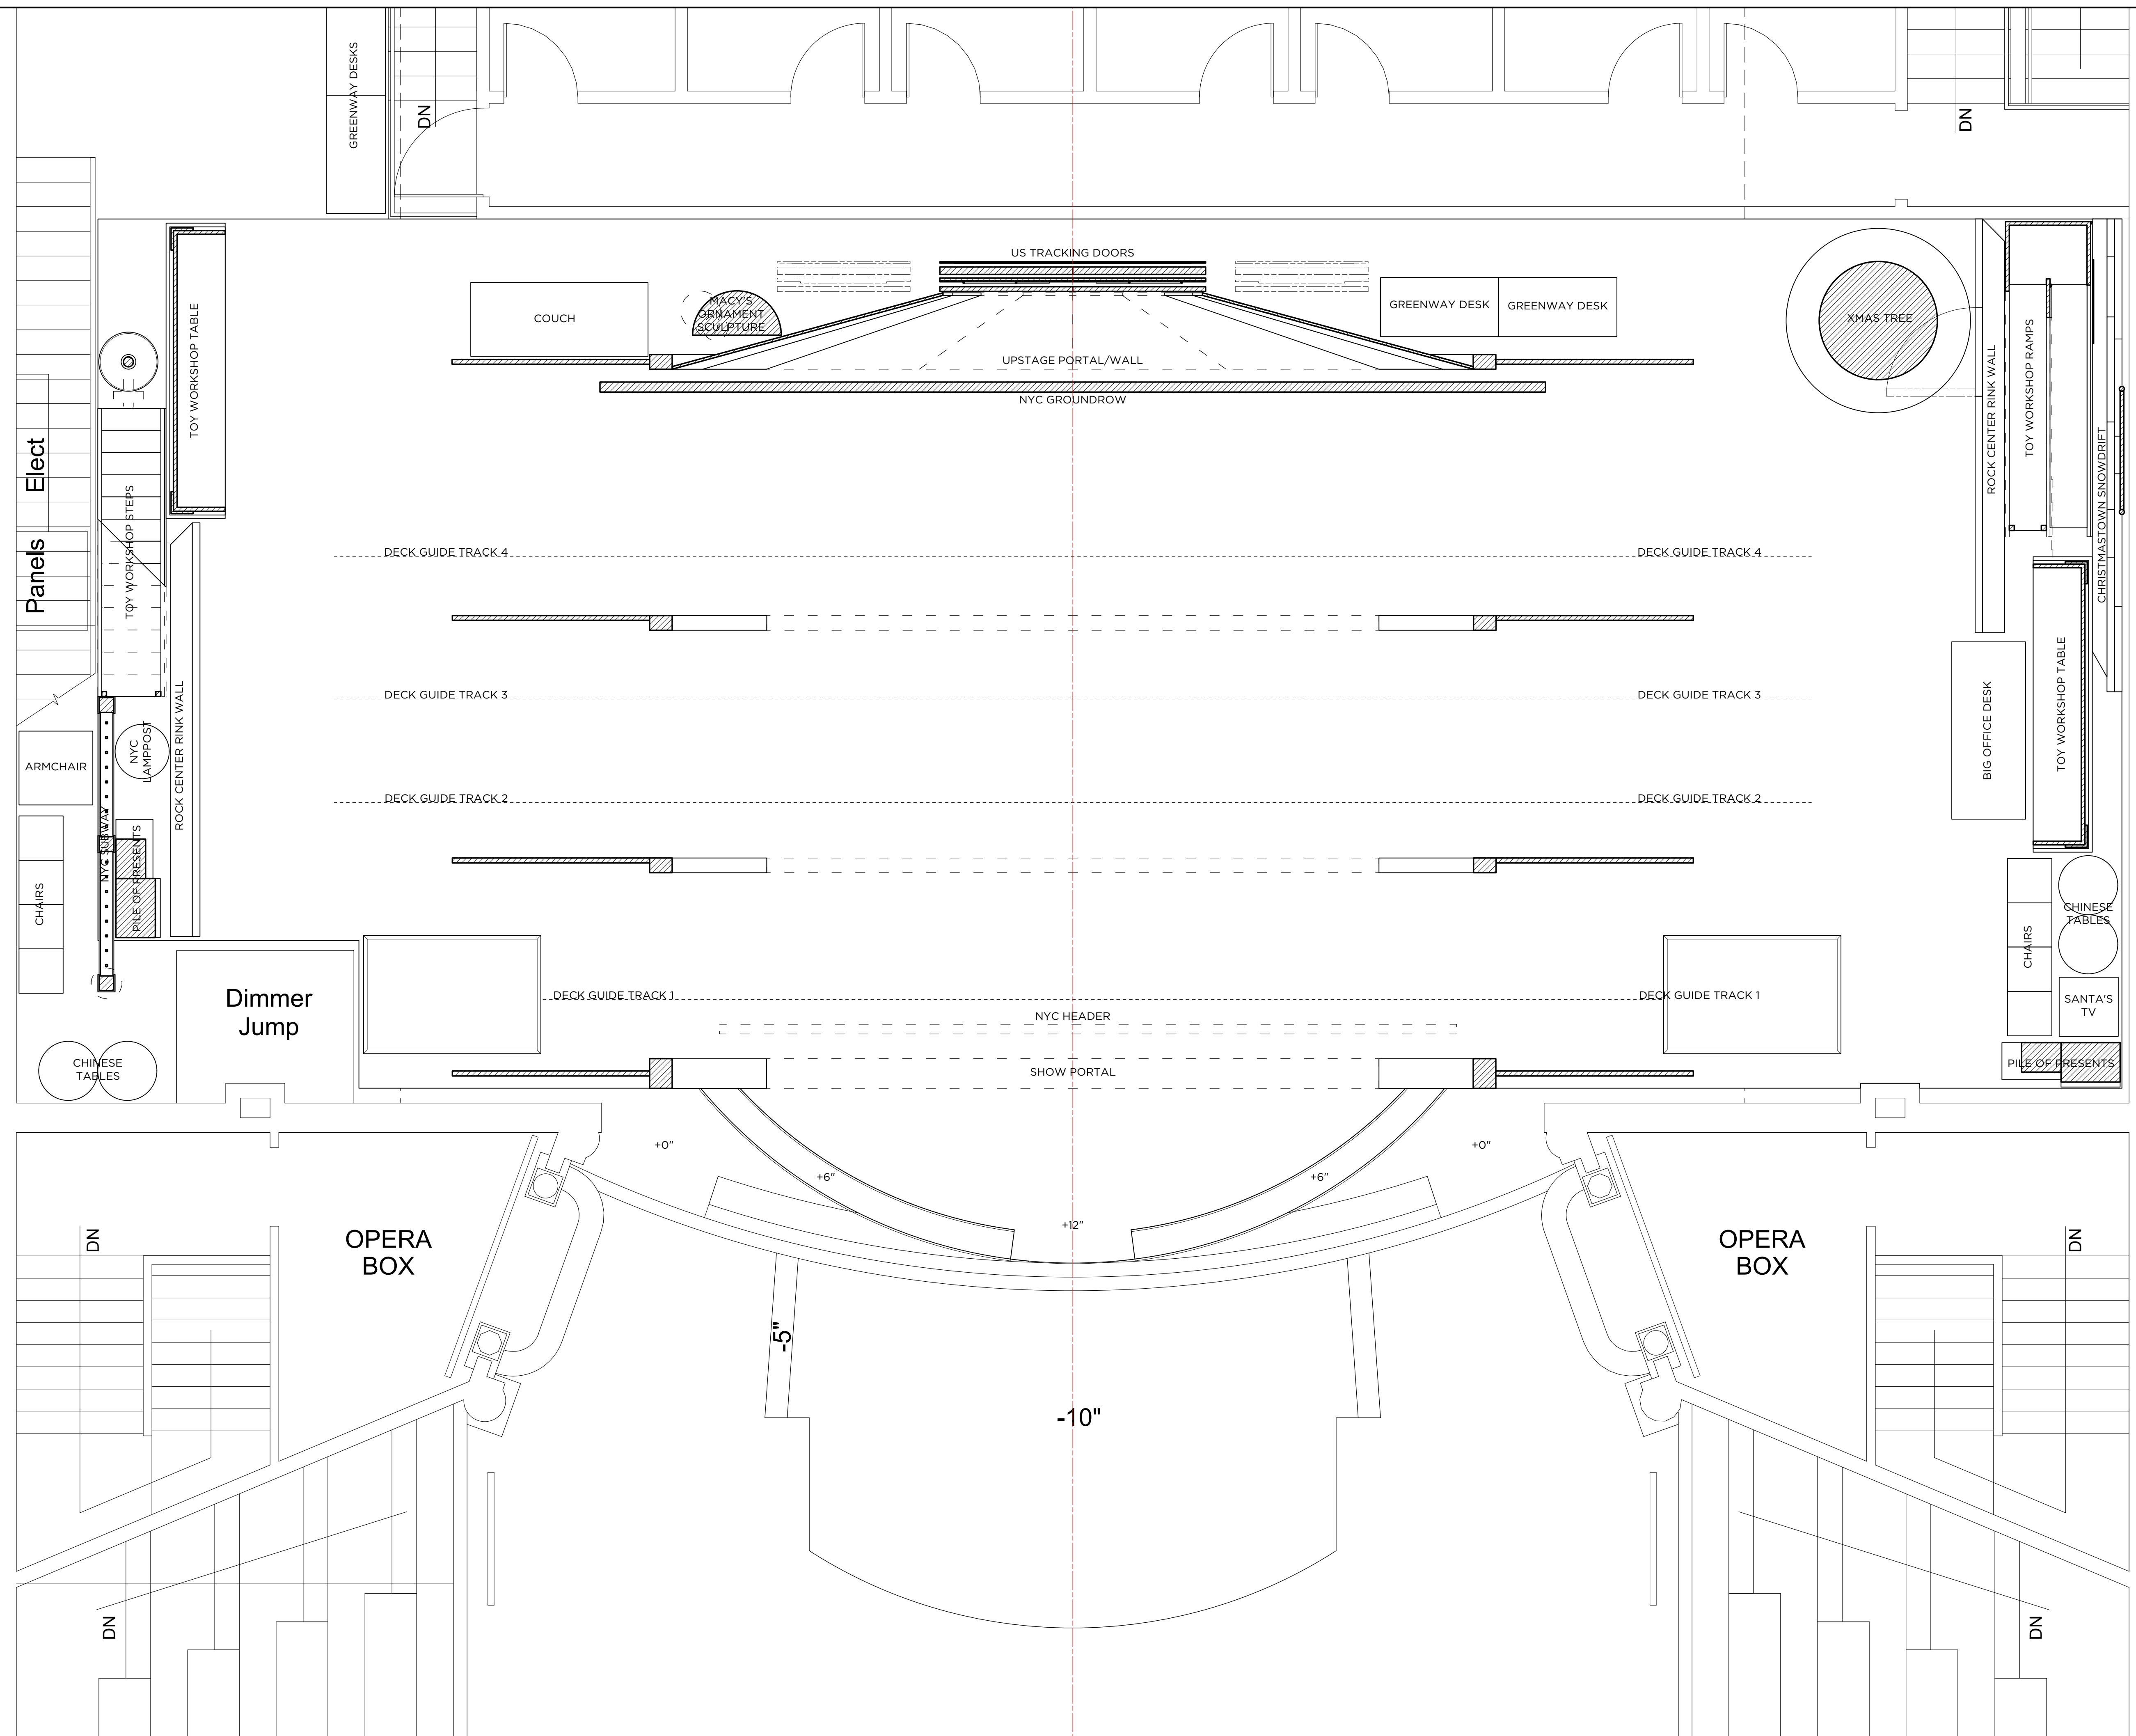 GREENWAY DESKS
DN
DN
US TRACKING DOORS
COUCH
MACY'S
ORNAMENT
SCULPTURE
GREENWAY DESK
GREENWAY DESK
XMAS TREE
UPSTAGE PORTAL/WALL
NYC GROUNDROW
TOY WORKSHOP TABLE
TOY WORKSHOP STEPS
Panels
Elect
ROCK CENTER RINK WALL
TOY WORKSHOP RAMPS
CHRISTMASTOWN SNOWDRIFT
DECK GUIDE TRACK 4
DECK GUIDE TRACK 4
DECK GUIDE TRACK 3
DECK GUIDE TRACK 3
ARMCHAIR
NYC
LAMPPOST
ROCK CENTER RINK WALL
BIG OFFICE DESK
TOY WORKSHOP TABLE
DECK GUIDE TRACK 2
DECK GUIDE TRACK 2
CHAIRS
NYC SUBWAY
PILE OF PRESENTS
CHAIRS
CHINESE
TABLES
Dimmer
Jump
DECK GUIDE TRACK 1
DECK GUIDE TRACK 1
SANTA'S
TV
NYC HEADER
CHINESE
TABLES
SHOW PORTAL
PILE OF PRESENTS
+0"
+0"
+6"
+6"
+12"
DN
OPERA
BOX
OPERA
BOX
DN
-5"
-10"
DN
DN